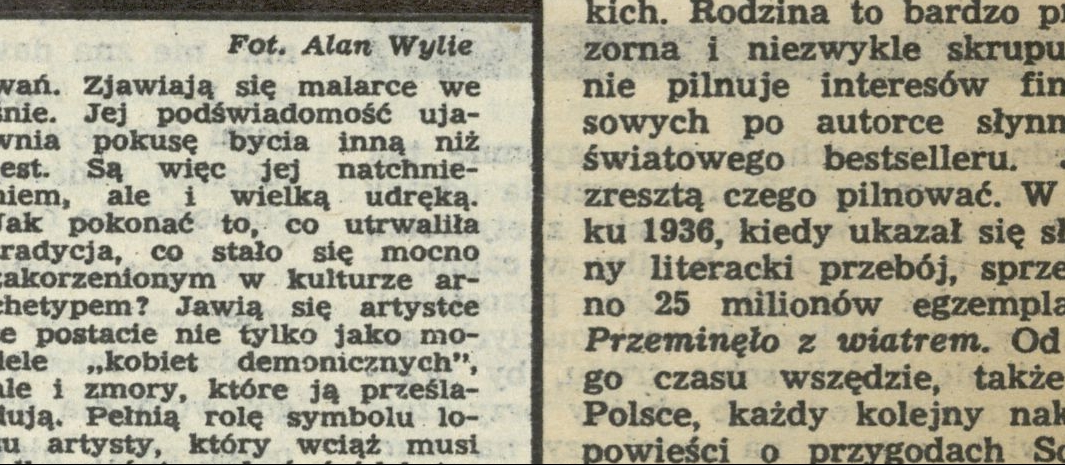 Fot. Alan Wylie
wań. Zjawiają się malarce we
śnie. Jej podświadomość uja-
wnia pokusę bycia inną niż
jest. Są więc jej natchnie-
niem, ale i wielką udręką.
Jak pokonać to, co utrwaliła
tradycja, co stało się mocno
zakorzenionym w kulturze ar-
chetypem? Jawią się artystce
te postacie nie tylko jako mo-
dele „kobiet demonicznych”,
ale i zmory, które ją prześla-
dują. Pełnią rolę symbolu lo-
su artysty, który wciąż musi
kich. Rodzina to bardzo
zorna i niezwykle skrupu
nie pilnuje interesów fin
sowych po autorce słynn
światowego bestselleru.
zresztą czego pilnować. W
ku 1936, kiedy ukazał się
ny literacki przebój, sprze
no 25 milionów egzempla
Przeminęło z wiatrem. Od
go czasu wszędzie, także
Polsce, każdy kolejny nak
powieści o przygodach Sc